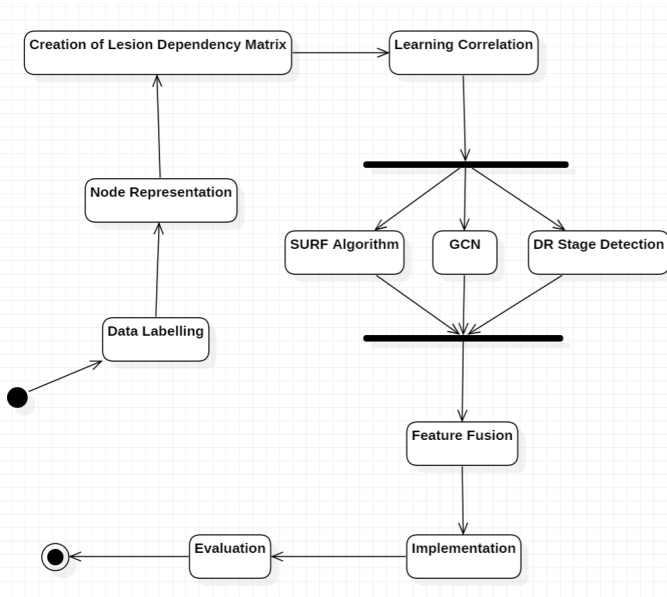 Creation of Lesion Dependency Matrix
Learning Correlation
Node Representation
SURF Algorithm
GCN
DR Stage Detection
Data Labelling
Feature Fusion
Evaluation
Implementation